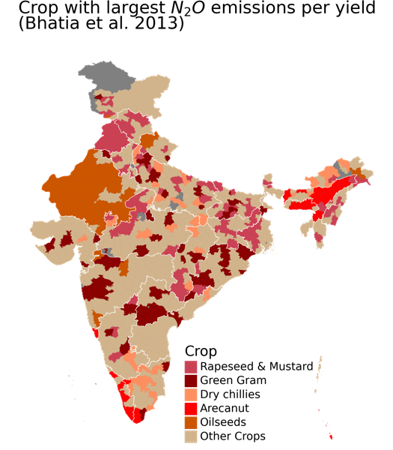 Crop with largest N₂O emissions per yield
(Bhatia et al. 2013)
Crop
Rapeseed & Mustard
Green Gram
Dry chillies
Arecanut
Oilseeds
Other Crops